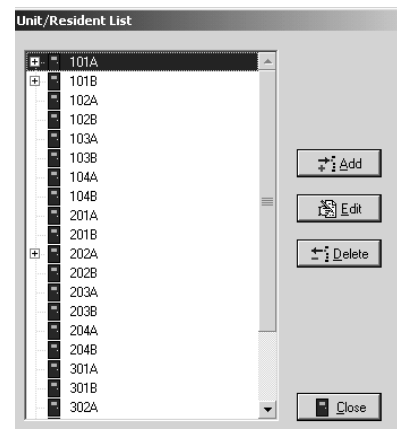 Unit/Resident List
101A
101B
102A
102B
103A
103B
104A
104B
201A
201B
202A
202B
203A
203B
204A
204B
301A
301B
302A
Add
Edit
Delete
Close